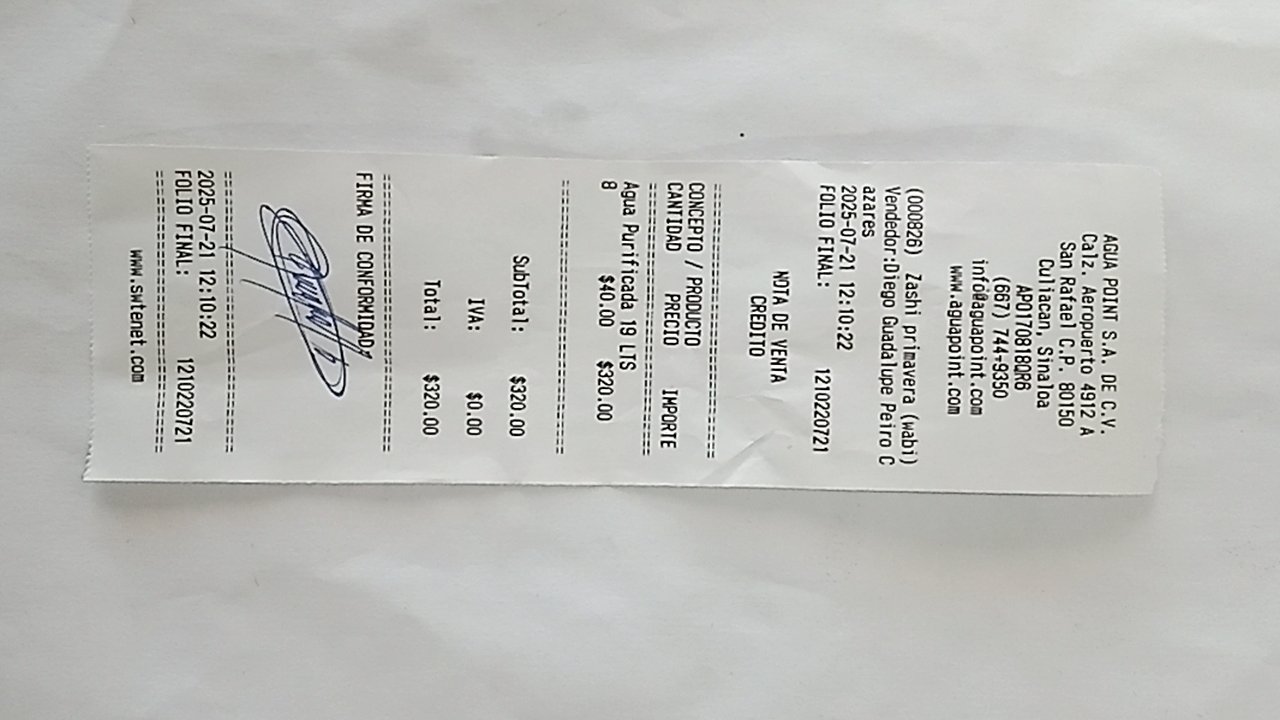 AGUA POINT S.A. DE C.V.
Calz. Aeropuerto 4912 A
San Rafael C.P. 80150
Culiacan, Sinaloa
APO170818QR6
(667) 744-9350
info@aguapoint.com
www.aguapoint.com
(000826) Zashi primavera (wabi)
Vendedor:Diego Guadalupe Peiro C
azares
2025-07-21 12:10:22
FOLIO FINAL: 1210220721
NOTA DE VENTA
CREDITO
================================
CONCEPTO / PRODUCTO
CANTIDAD PRECIO IMPORTE
================================
Agua Purificada 19 LTS
8 $40.00 $320.00
================================
SubTotal: $320.00
IVA: $0.00
Total: $320.00
================================
FIRMA DE CONFORMIDAD:
================================
2025-07-21 12:10:22
FOLIO FINAL: 1210220721
================================
www.swtenet.com